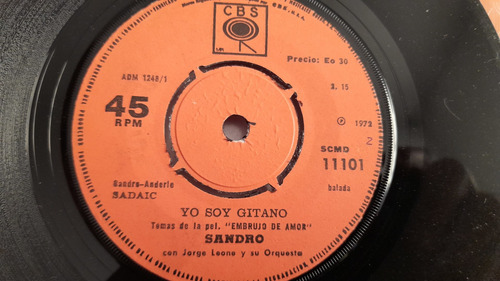 CBS
Precio: Eo 30
ADM 1248/1
3.15
45
RPM
℗ 1972
2
SCMD
11101
Sandro-Anderle
SADAIC
balada
YO SOY GITANO
Temas de la pel. "EMBRUJO DE AMOR"
SANDRO
con Jorge Leone y su Orquesta